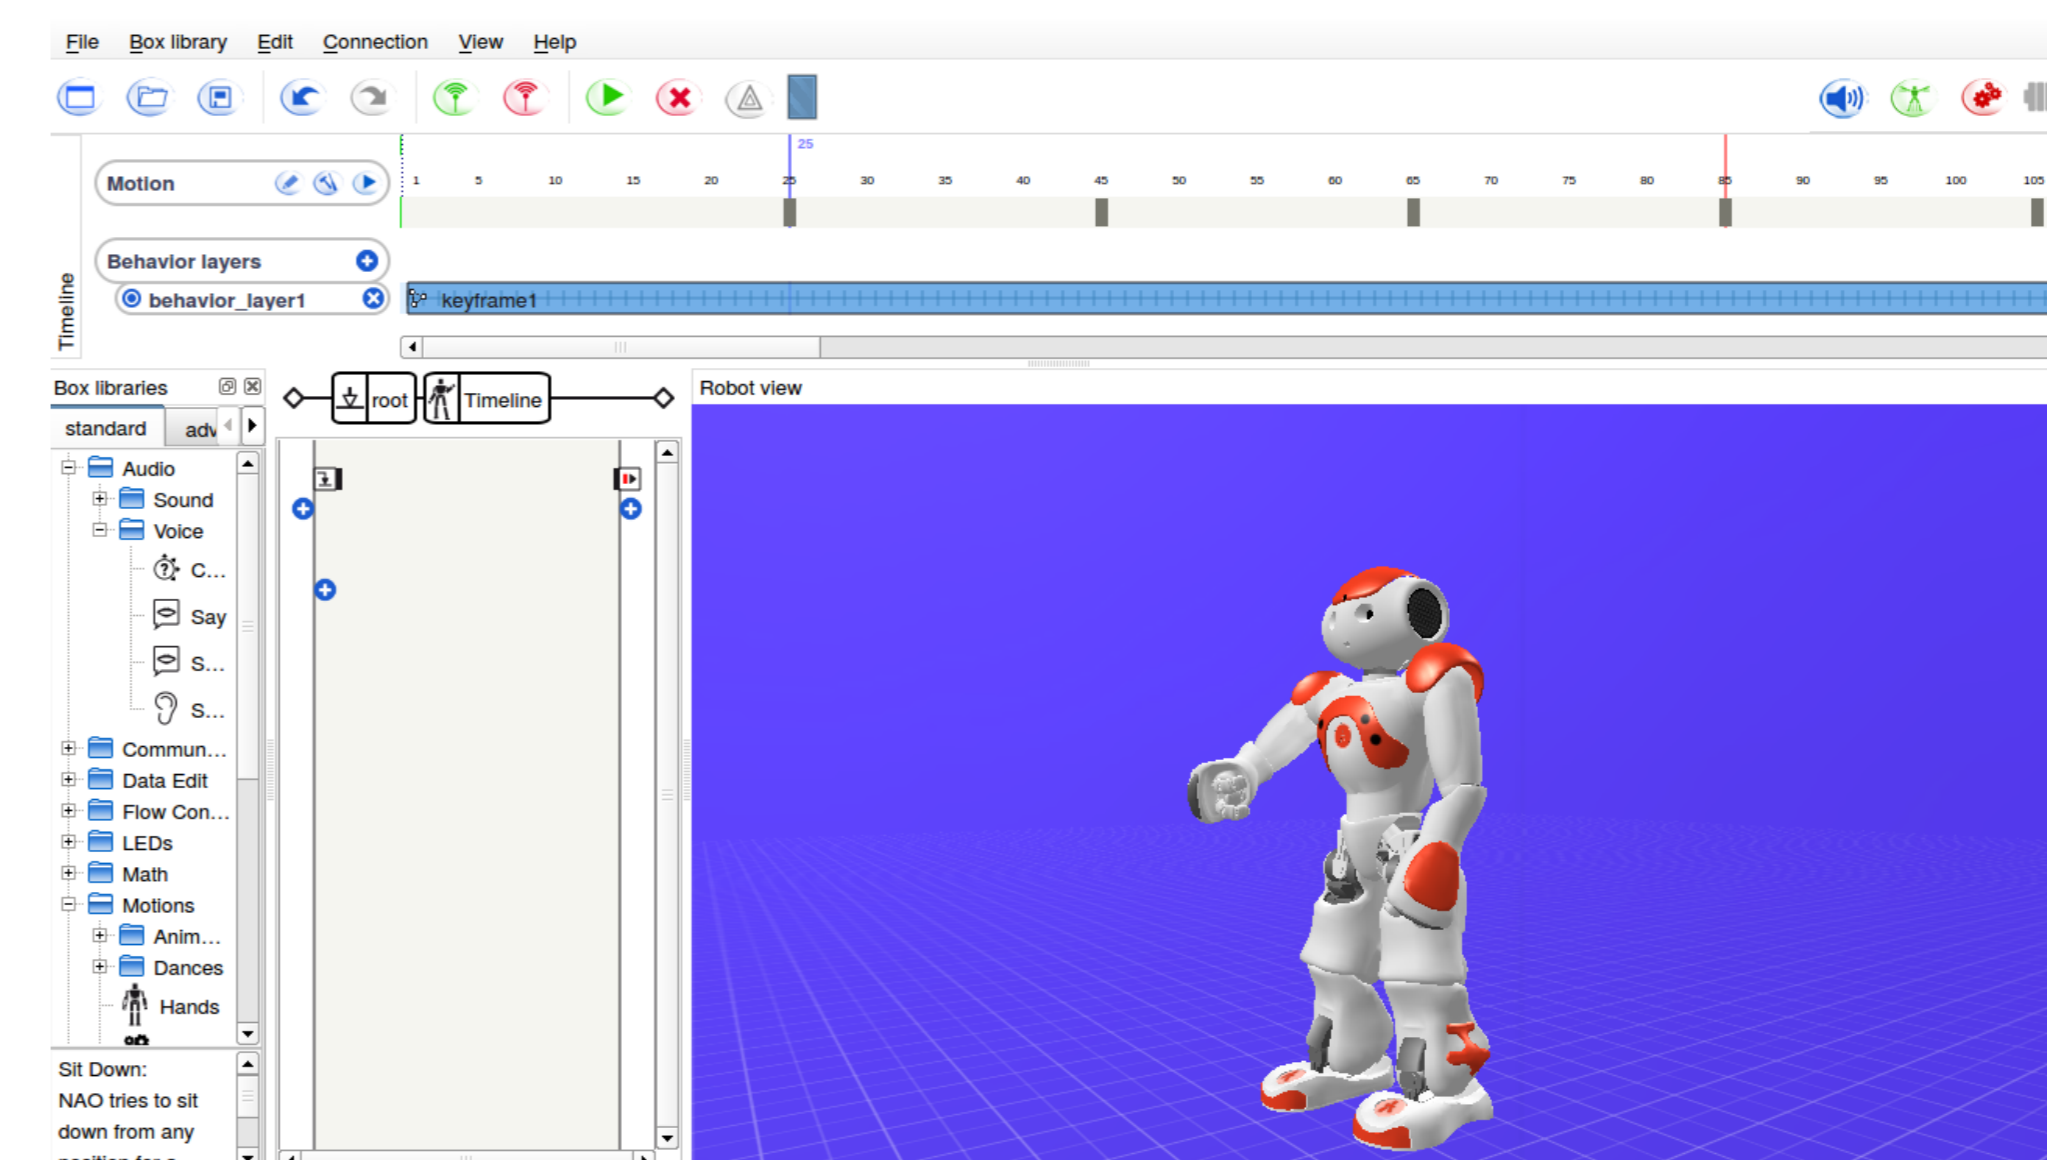 File Box library Edit Connection View Help
25
Motion 1 5 10 15 20 25 30 35 40 45 50 55 60 65 70 75 80 85 90 95 100 105
Timeline
Behavior layers
behavior_layer1 keyframe1
Box libraries
root Timeline
Robot view
standard adv
Audio
Sound
Voice
C...
Say
S...
S...
Commun...
Data Edit
Flow Con...
LEDs
Math
Motions
Anim...
Dances
Hands
Sit Down:
NAO tries to sit
down from any
position for a